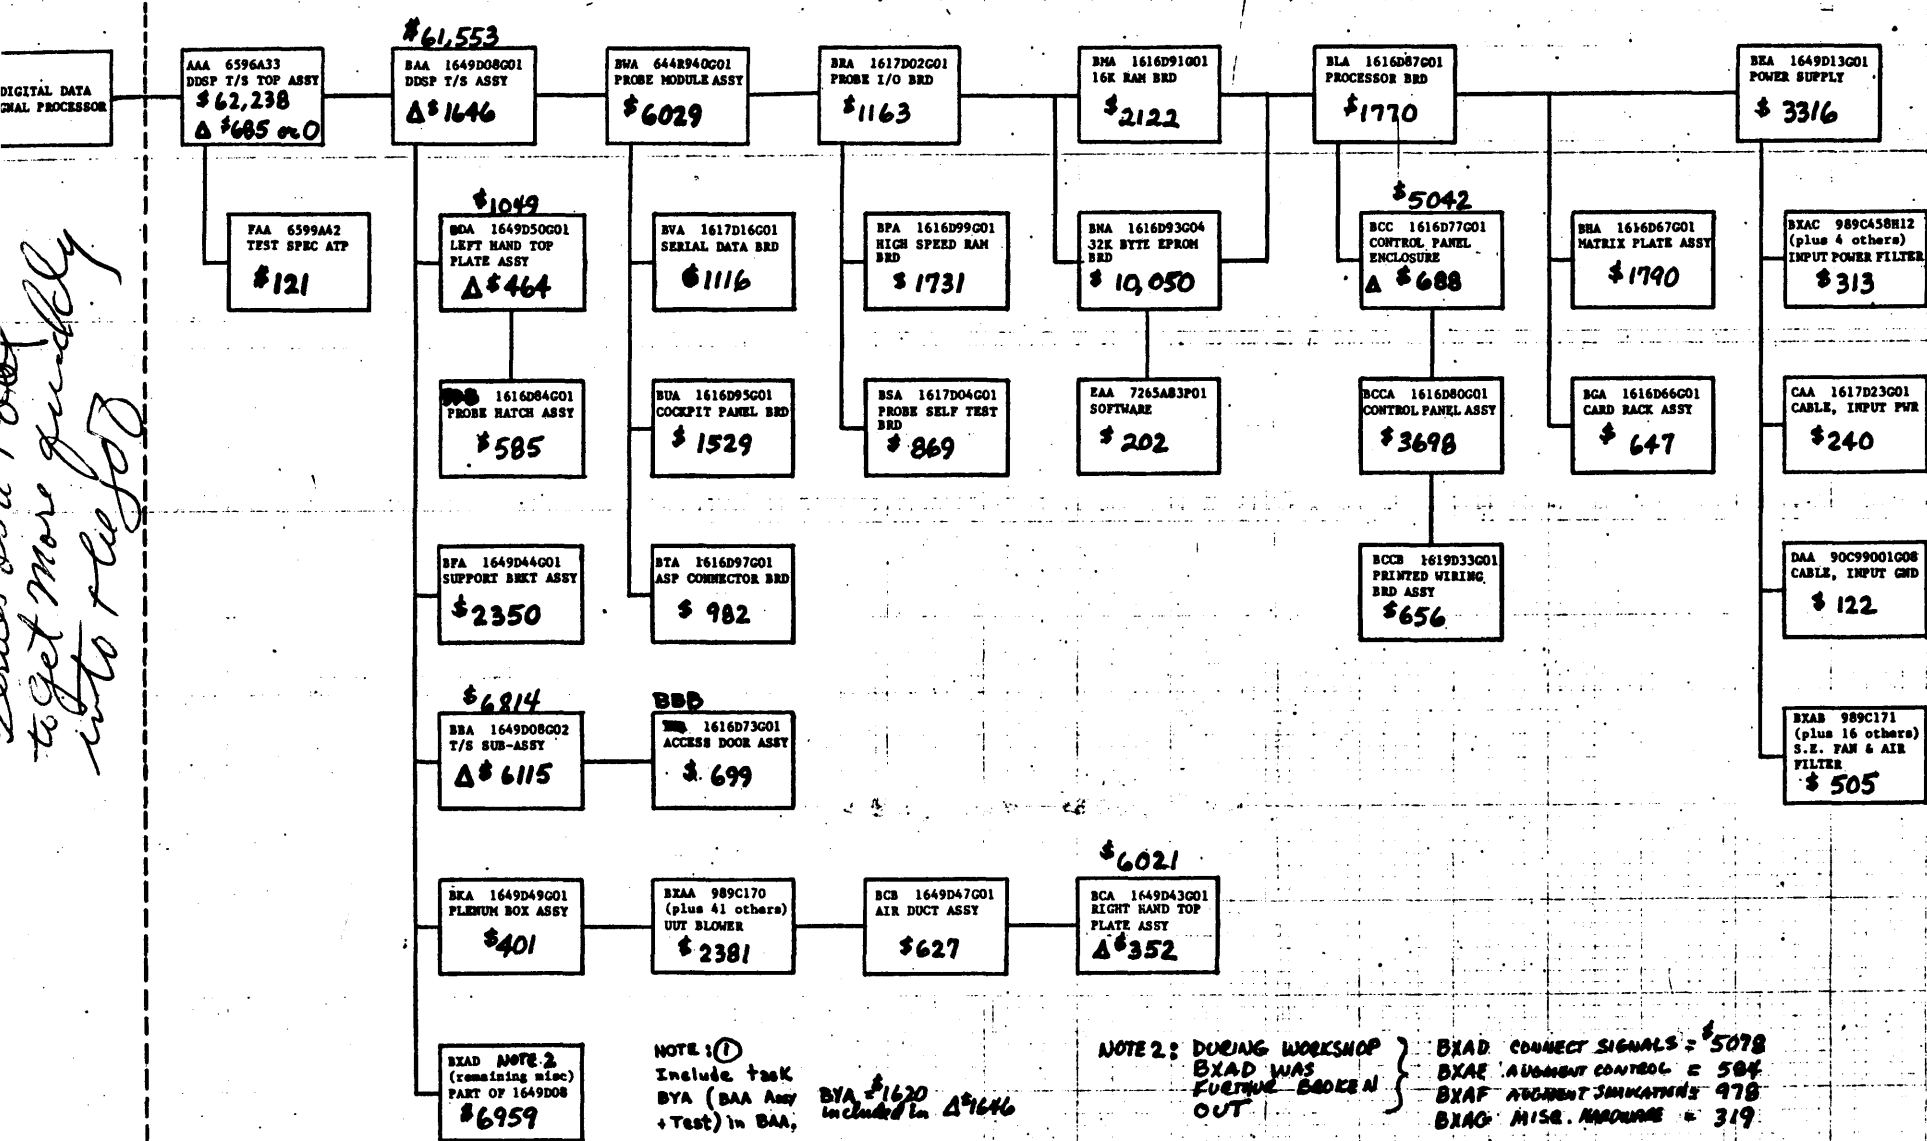 DIGITAL DATA
GNAL PROCESSOR
AAA 6596A33
DDSP T/S TOP ASSY
$62,238
Δ $685 or 0
$61,553
BAA 1649D08G01
DDSP T/S ASSY
Δ$1646
BWA 644R940G01
PROBE MODULE ASSY
$6029
BRA 1617D02G01
PROBE I/O BRD
$1163
BMA 1616D91G01
16K RAM BRD
$2122
BLA 1616D87G01
PROCESSOR BRD
$1770
BEA 1649D13G01
POWER SUPPLY
$ 3316
FAA 6599A42
TEST SPEC ATP
$121
$1049
BDA 1649D50G01
LEFT HAND TOP
PLATE ASSY
Δ$464
BVA 1617D16G01
SERIAL DATA BRD
$1116
BPA 1616D99G01
HIGH SPEED RAM
BRD
$1731
BNA 1616D93G04
32K BYTE EPROM
BRD
$ 10,050
$5042
BCC 1616D77G01
CONTROL PANEL
ENCLOSURE
Δ $688
BHA 1616D67G01
MATRIX PLATE ASSY
$1790
BXAC 989C458H12
(plus 4 others)
INPUT POWER FILTER
$313
1616D84G01
PROBE HATCH ASSY
$585
BUA 1616D95G01
COCKPIT PANEL BRD
$ 1529
BSA 1617D04G01
PROBE SELF TEST
BRD
$ 869
EAA 7265A83P01
SOFTWARE
$ 202
BCCA 1616D80G01
CONTROL PANEL ASSY
$3698
BGA 1616D66G01
CARD RACK ASSY
$ 647
CAA 1617D23G01
CABLE, INPUT PWR
$240
BFA 1649D44G01
SUPPORT BRKT ASSY
$2350
BTA 1616D97G01
ASP CONNECTOR BRD
$ 982
BCCB 1619D33G01
PRINTED WIRING
BRD ASSY
$656
DAA 90C99001G08
CABLE, INPUT GND
$ 122
$6814
BBA 1649D08G02
T/S SUB-ASSY
Δ$ 6115
BBB
1616D73G01
ACCESS DOOR ASSY
$ 699
BXAB 989C171
(plus 16 others)
S.E. FAN & AIR
FILTER
$ 505
BKA 1649D49G01
PLENUM BOX ASSY
$401
BXAA 989C170
(plus 41 others)
UUT BLOWER
$ 2381
BCB 1649D47G01
AIR DUCT ASSY
$627
$6021
BCA 1649D43G01
RIGHT HAND TOP
PLATE ASSY
Δ$352
BXAD NOTE 2
(remaining misc)
PART OF 1649D08
$6959
NOTE: 1
Include task
BYA (BAA Assy
+ Test) in BAA,
BYA = $1620
included in Δ$1646
NOTE 2: DURING WORKSHOP
BXAD WAS
FURTHUR BROKEN
OUT
BXAD CONNECT SIGNALS = $5078
BXAE AUGMENT CONTROL = 584
BXAF AUGMENT = 978
BXAG MISC. HARDWARE = 319
to get more quickly
into the job